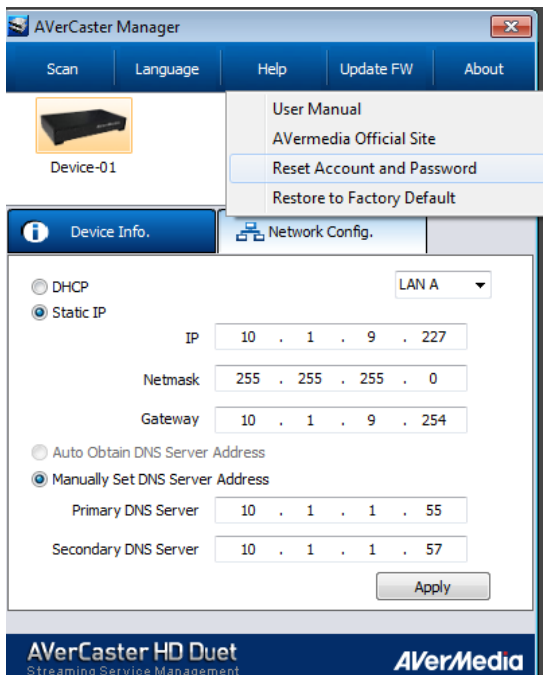 AVerCaster Manager
Scan Language Help Update FW About
User Manual
AVermedia Official Site
Reset Account and Password
Restore to Factory Default
Device-01
Device Info. Network Config.
DHCP LAN A
Static IP
IP 10 . 1 . 9 . 227
Netmask 255 . 255 . 255 . 0
Gateway 10 . 1 . 9 . 254
Auto Obtain DNS Server Address
Manually Set DNS Server Address
Primary DNS Server 10 . 1 . 1 . 55
Secondary DNS Server 10 . 1 . 1 . 57
Apply
AVerCaster HD Duet AVerMedia
Streaming Service Management